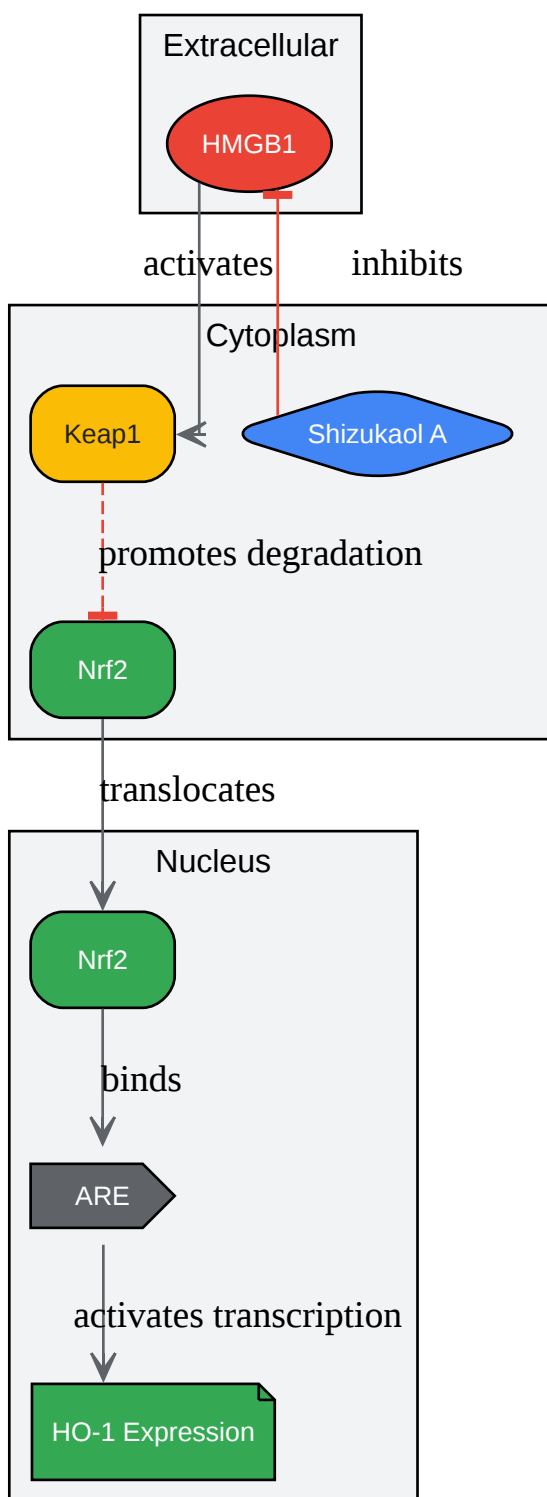 Extracellular
HMGB1
activates
inhibits
Cytoplasm
Keap1
Shizukaol A
promotes degradation
Nrf2
translocates
Nucleus
Nrf2
binds
ARE
activates transcription
HO-1 Expression